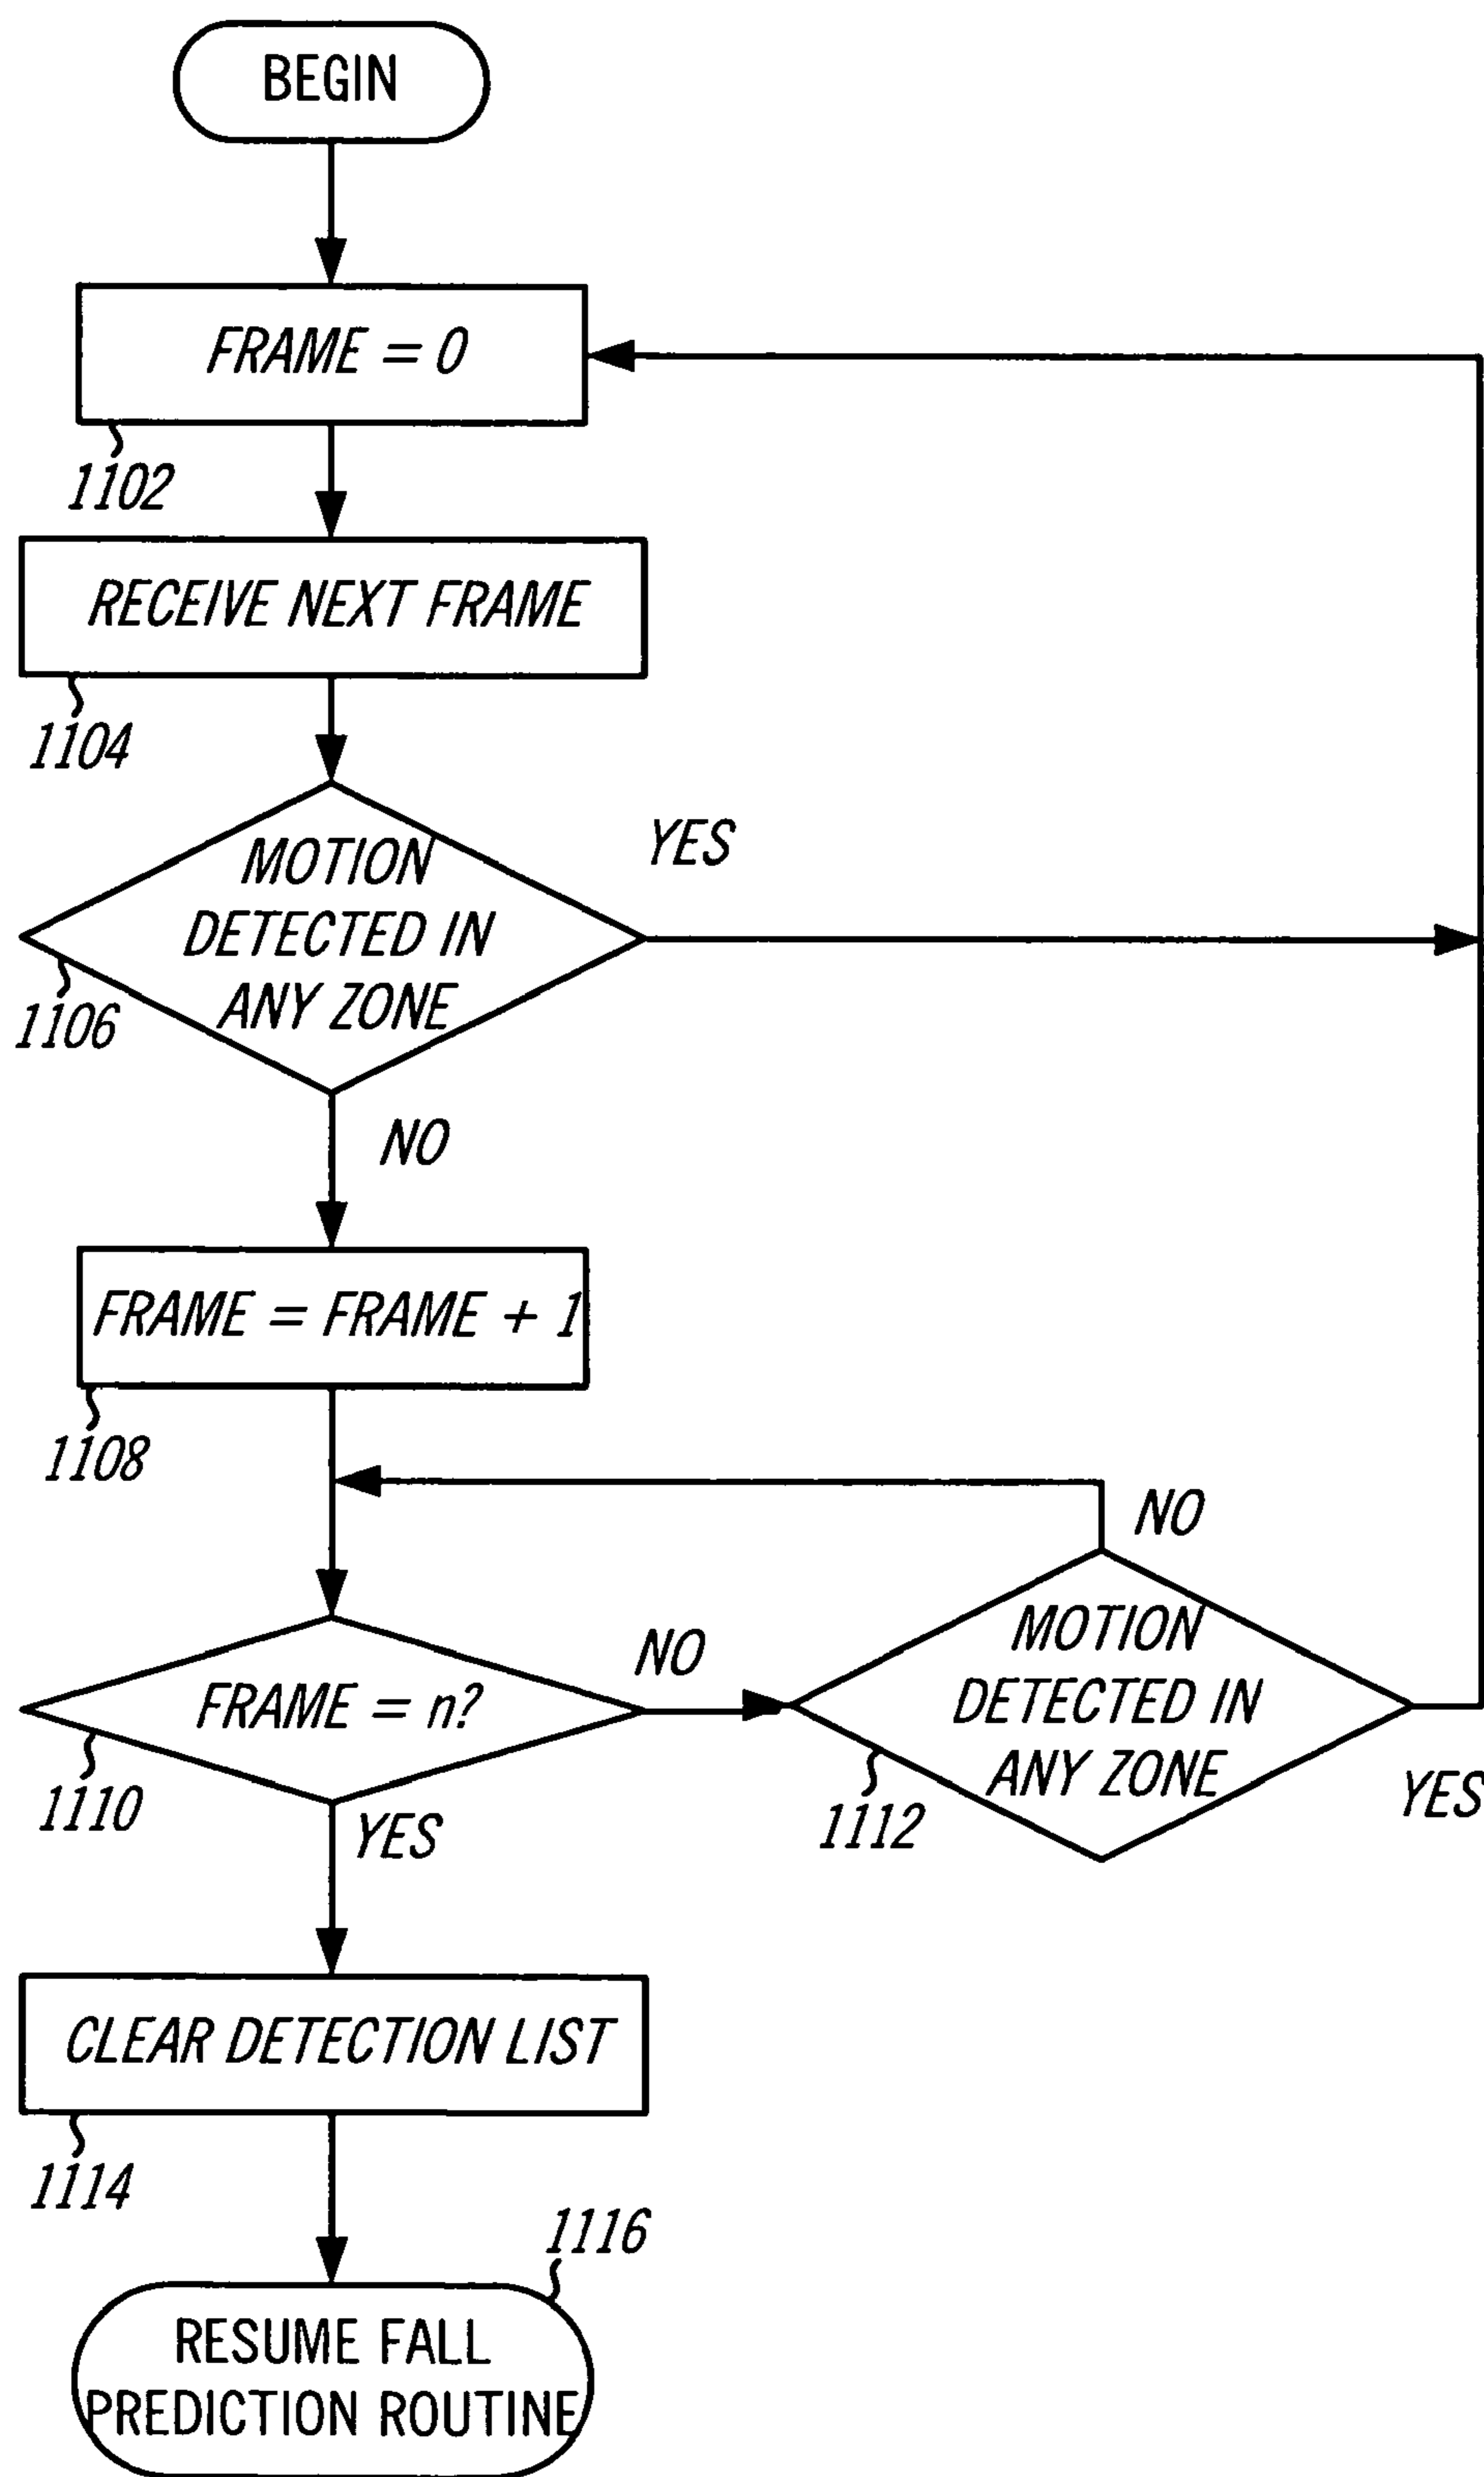 BEGIN
FRAME = 0
1102
RECEIVE NEXT FRAME
1104
YES
MOTION
DETECTED IN
ANY ZONE
1106
NO
FRAME = FRAME + 1
1108
NO
FRAME = n?
1110
NO
MOTION
DETECTED IN
ANY ZONE
1112
YES
YES
CLEAR DETECTION LIST
1114
1116
RESUME FALL
PREDICTION ROUTINE